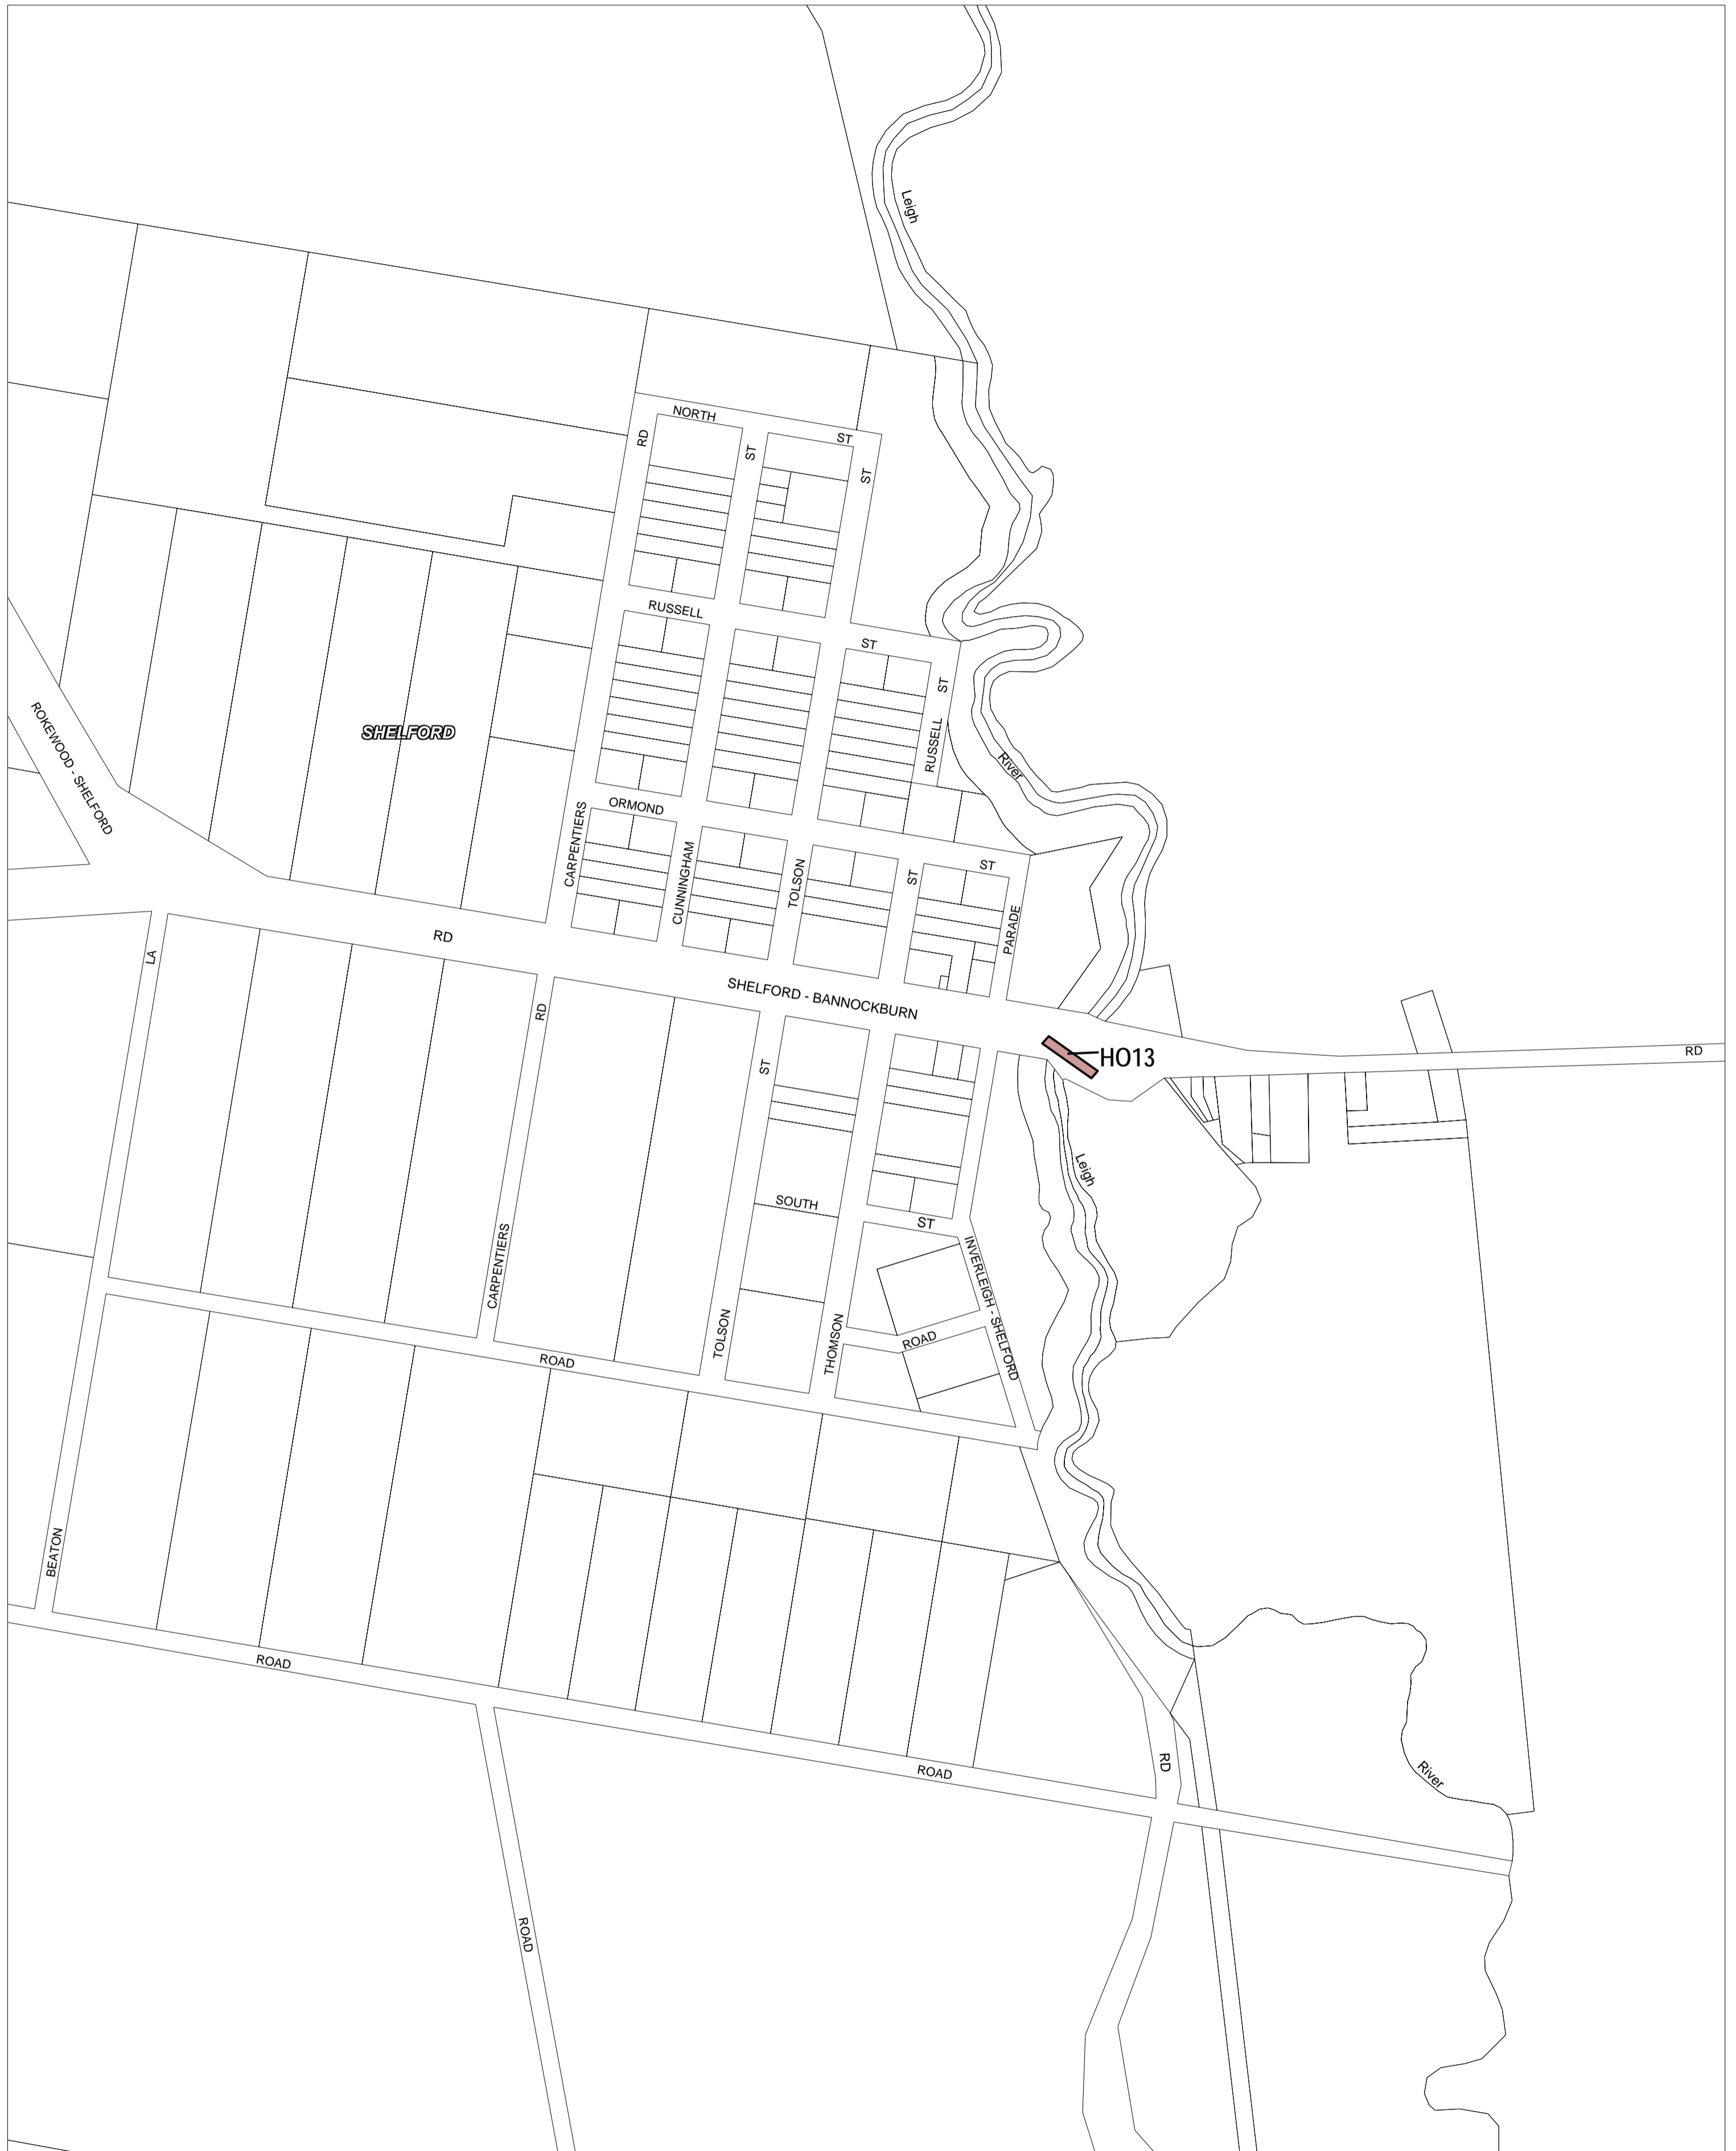 Leigh
NORTH
ST
RD
ST
ST
RUSSELL
ST
ST
RUSSELL
SHELFORD
ROKEWOOD - SHELFORD
River
ORMOND
CARPENTIERS
CUNNINGHAM
TOLSON
ST
ST
PARADE
RD
LA
RD
SHELFORD - BANNOCKBURN
HO13
RD
ST
Leigh
SOUTH
ST
CARPENTIERS
INVERLEIGH - SHELFORD
TOLSON
THOMSON
ROAD
ROAD
BEATON
ROAD
RD
ROAD
River
ROAD